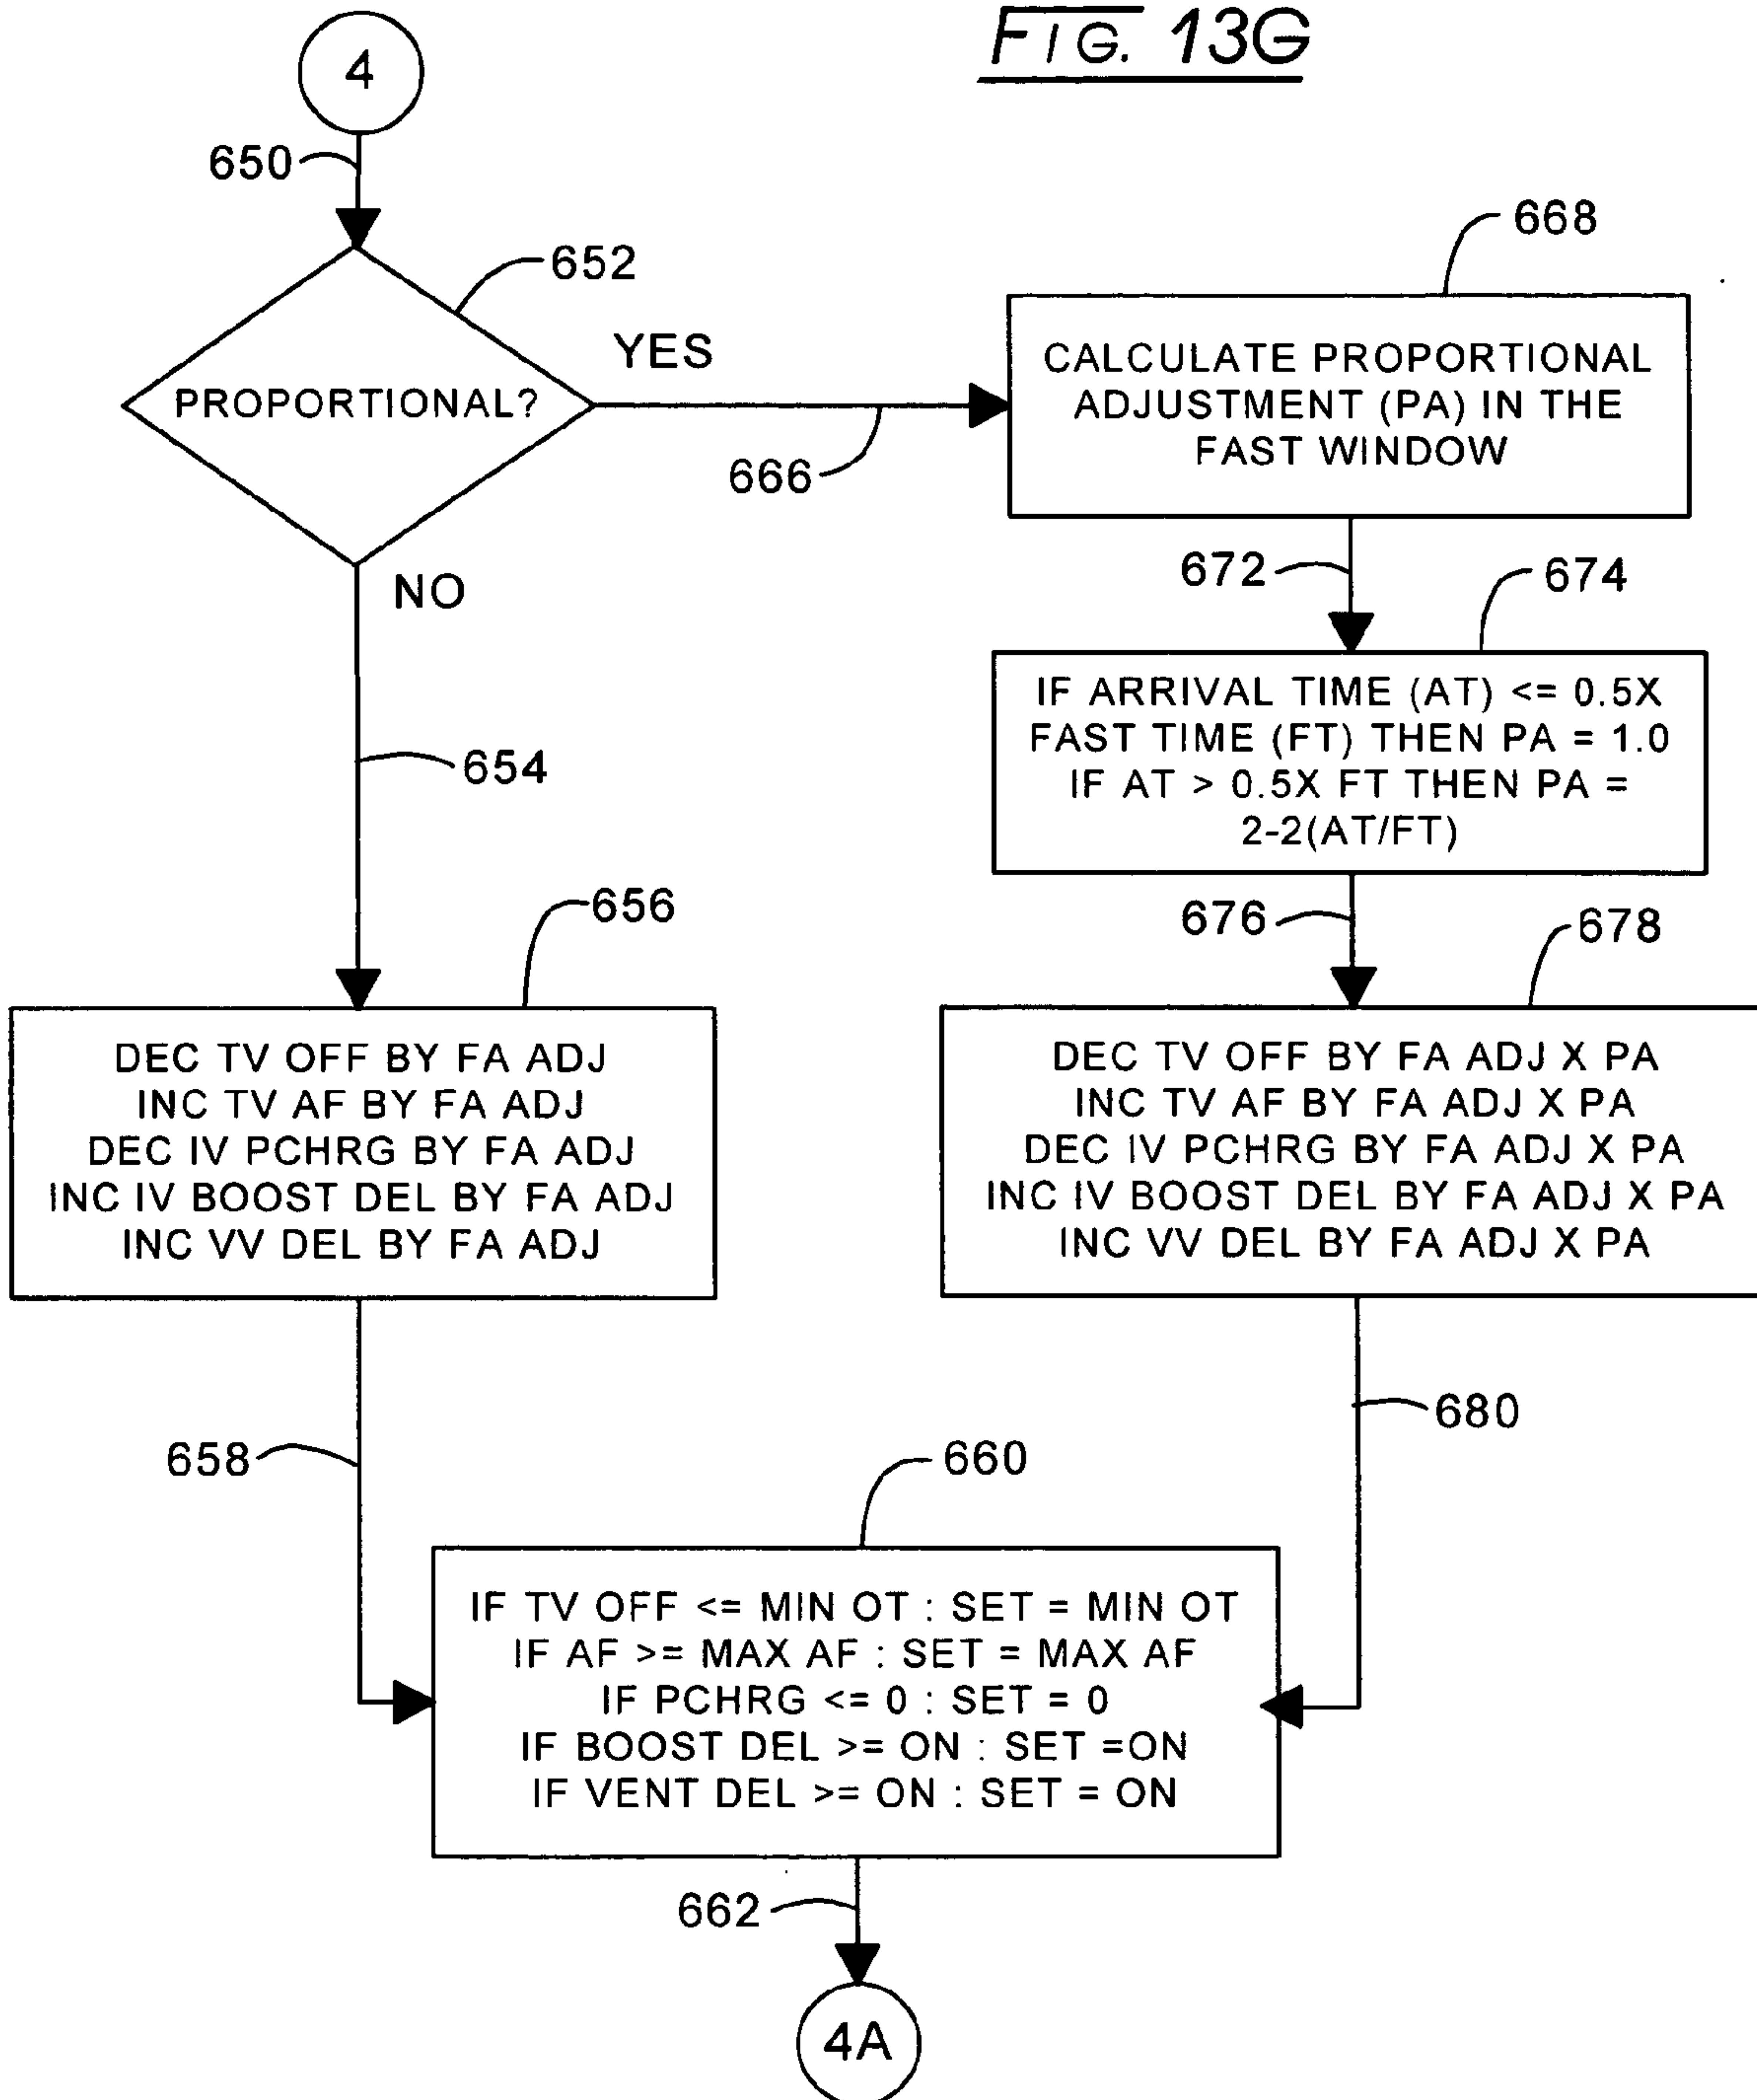 FIG. 13G
4
650
652
PROPORTIONAL?
YES
666
668
CALCULATE PROPORTIONAL
ADJUSTMENT (PA) IN THE
FAST WINDOW
NO
672
674
IF ARRIVAL TIME (AT) <= 0.5X
FAST TIME (FT) THEN PA = 1.0
IF AT > 0.5X FT THEN PA =
2-2(AT/FT)
654
656
676
678
DEC TV OFF BY FA ADJ
INC TV AF BY FA ADJ
DEC IV PCHRG BY FA ADJ
INC IV BOOST DEL BY FA ADJ
INC VV DEL BY FA ADJ
DEC TV OFF BY FA ADJ X PA
INC TV AF BY FA ADJ X PA
DEC IV PCHRG BY FA ADJ X PA
INC IV BOOST DEL BY FA ADJ X PA
INC VV DEL BY FA ADJ X PA
658
660
680
IF TV OFF <= MIN OT : SET = MIN OT
IF AF >= MAX AF : SET = MAX AF
IF PCHRG <= 0 : SET = 0
IF BOOST DEL >= ON : SET =ON
IF VENT DEL >= ON : SET = ON
662
4A